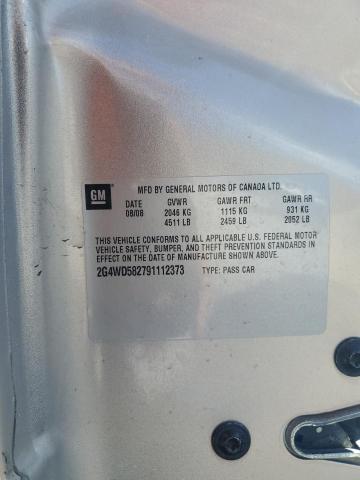 GM
MFD BY GENERAL MOTORS OF CANADA LTD.
DATE GVWR GAWR FRT GAWR RR
08/08 2046 KG 1115 KG 931 KG
4511 LB 2459 LB 2052 LB
THIS VEHICLE CONFORMS TO ALL APPLICABLE U.S. FEDERAL MOTOR
VEHICLE SAFETY, BUMPER, AND THEFT PREVENTION STANDARDS IN
EFFECT ON THE DATE OF MANUFACTURE SHOWN ABOVE.
2G4WD582791112373 TYPE: PASS CAR